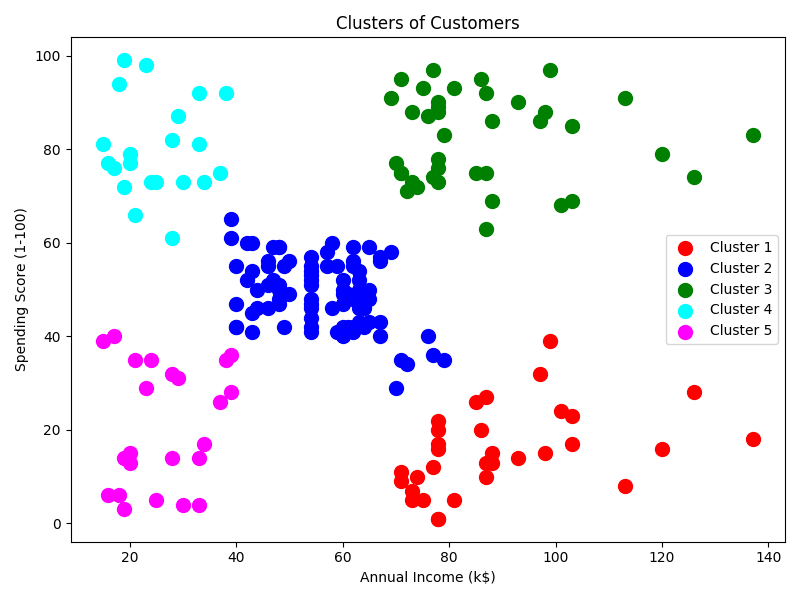 Clusters of Customers
Spending Score (1-100)
100
80
60
40
20
0
Cluster 1
Cluster 2
Cluster 3
Cluster 4
Cluster 5
20 40 60 80 100 120 140
Annual Income (k$)